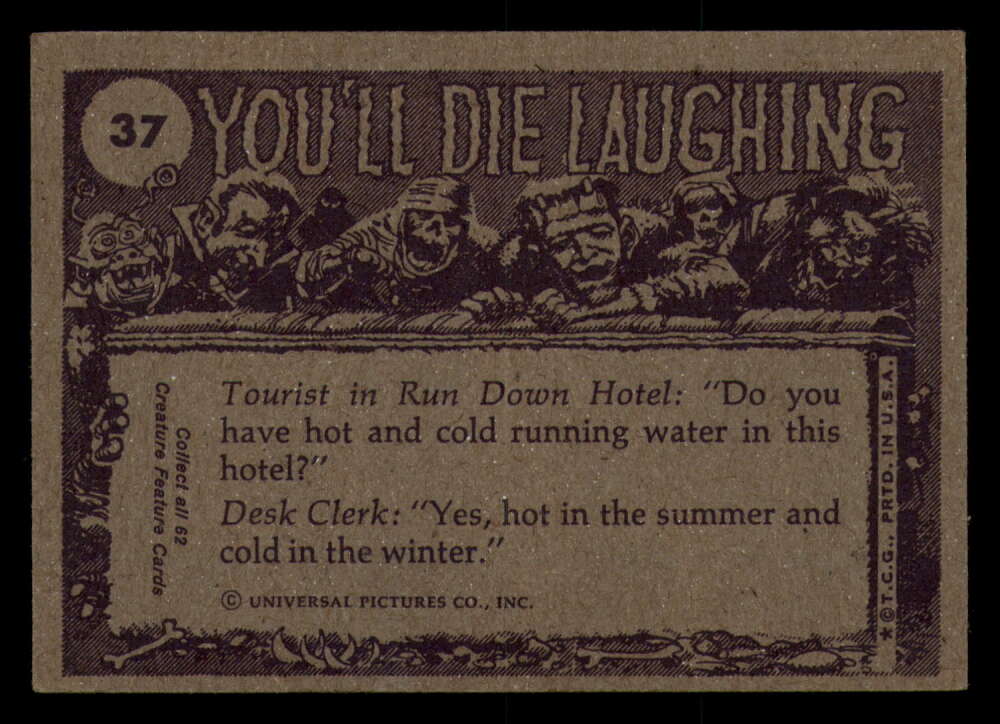 37
YOU'LL DIE LAUGHING
Tourist in Run Down Hotel: "Do you
have hot and cold running water in this
hotel?"
Desk Clerk: "Yes, hot in the summer and
cold in the winter."
© UNIVERSAL PICTURES CO., INC.
Collect all 62
Creature Feature Cards
★ © T.C.G., PRTD. IN U.S.A.